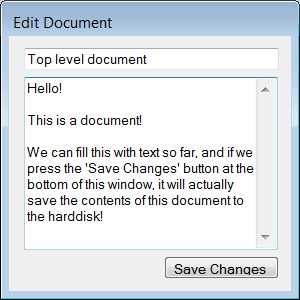 Edit Document
Top level document
Hello!
This is a document!
We can fill this with text so far, and if we
press the 'Save Changes' button at the
bottom of this window, it will actually
save the contents of this document to
the harddisk!
Save Changes